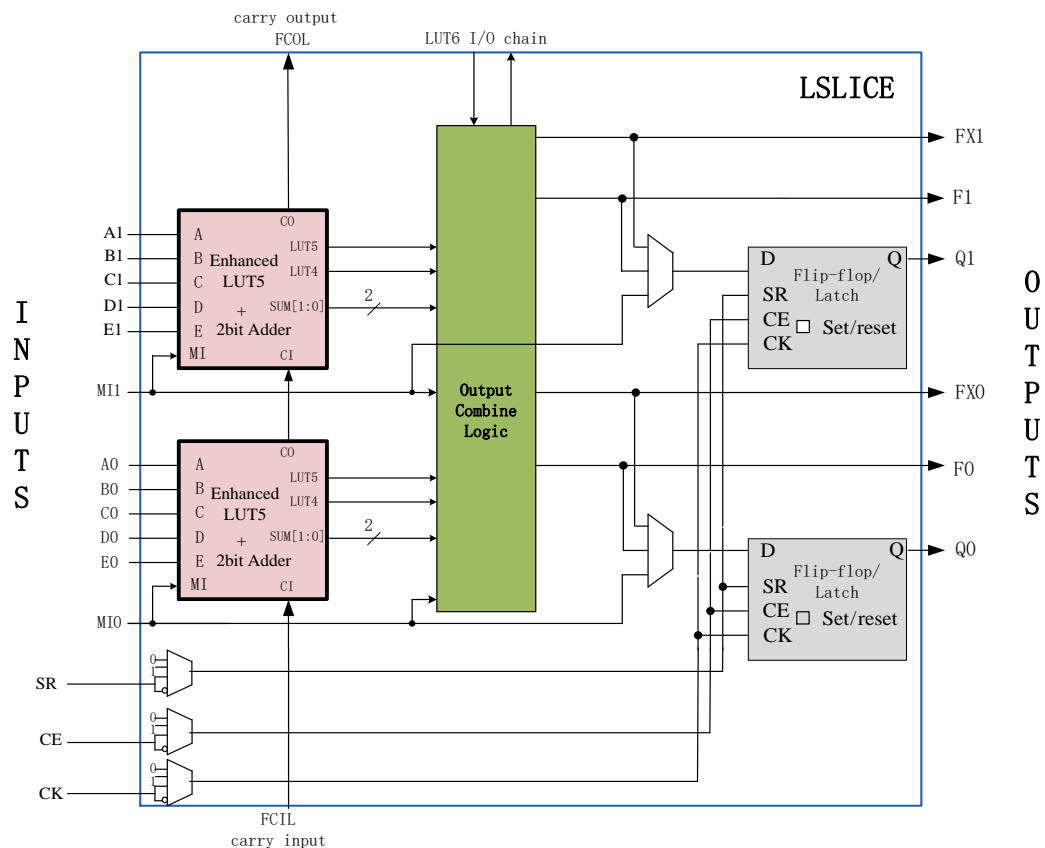 carry output
FCOL
LUT6 I/O chain
LSLICE
FX1
F1
CO
A1
A
LUT5
B1
B
Enhanced
LUT5
LUT4
C1
C
D1
D
+
SUM[1:0]
2
E1
E
2bit Adder
MI
CI
MI1
D
Q
Q1
Flip-flop/
Latch
SR
CE
Set/reset
CK
INPUTS
OUTPUTS
Output
Combine
Logic
FX0
F0
CO
A0
A
LUT5
B0
B
Enhanced
LUT5
LUT4
C0
C
D0
D
+
SUM[1:0]
2
E0
E
2bit Adder
MI
CI
MI0
D
Q
Q0
Flip-flop/
Latch
SR
CE
Set/reset
CK
0
1
SR
0
1
CE
0
1
CK
FCIL
carry input